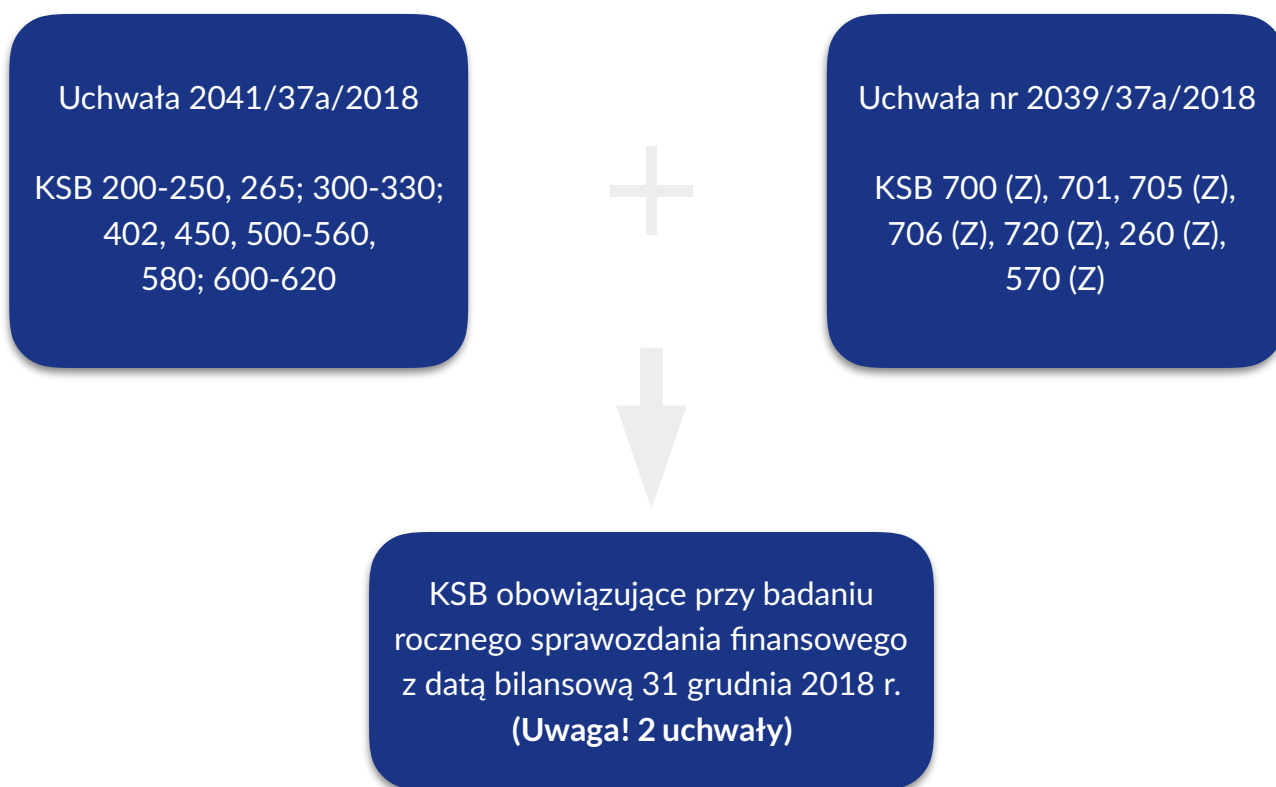 Uchwała 2041/37a/2018
KSB 200-250, 265; 300-330;
402, 450, 500-560,
580; 600-620
Uchwała nr 2039/37a/2018
KSB 700 (Z), 701, 705 (Z),
706 (Z), 720 (Z), 260 (Z),
570 (Z)
KSB obowiązujące przy badaniu
rocznego sprawozdania finansowego
z datą bilansową 31 grudnia 2018 r.
(Uwaga! 2 uchwały)